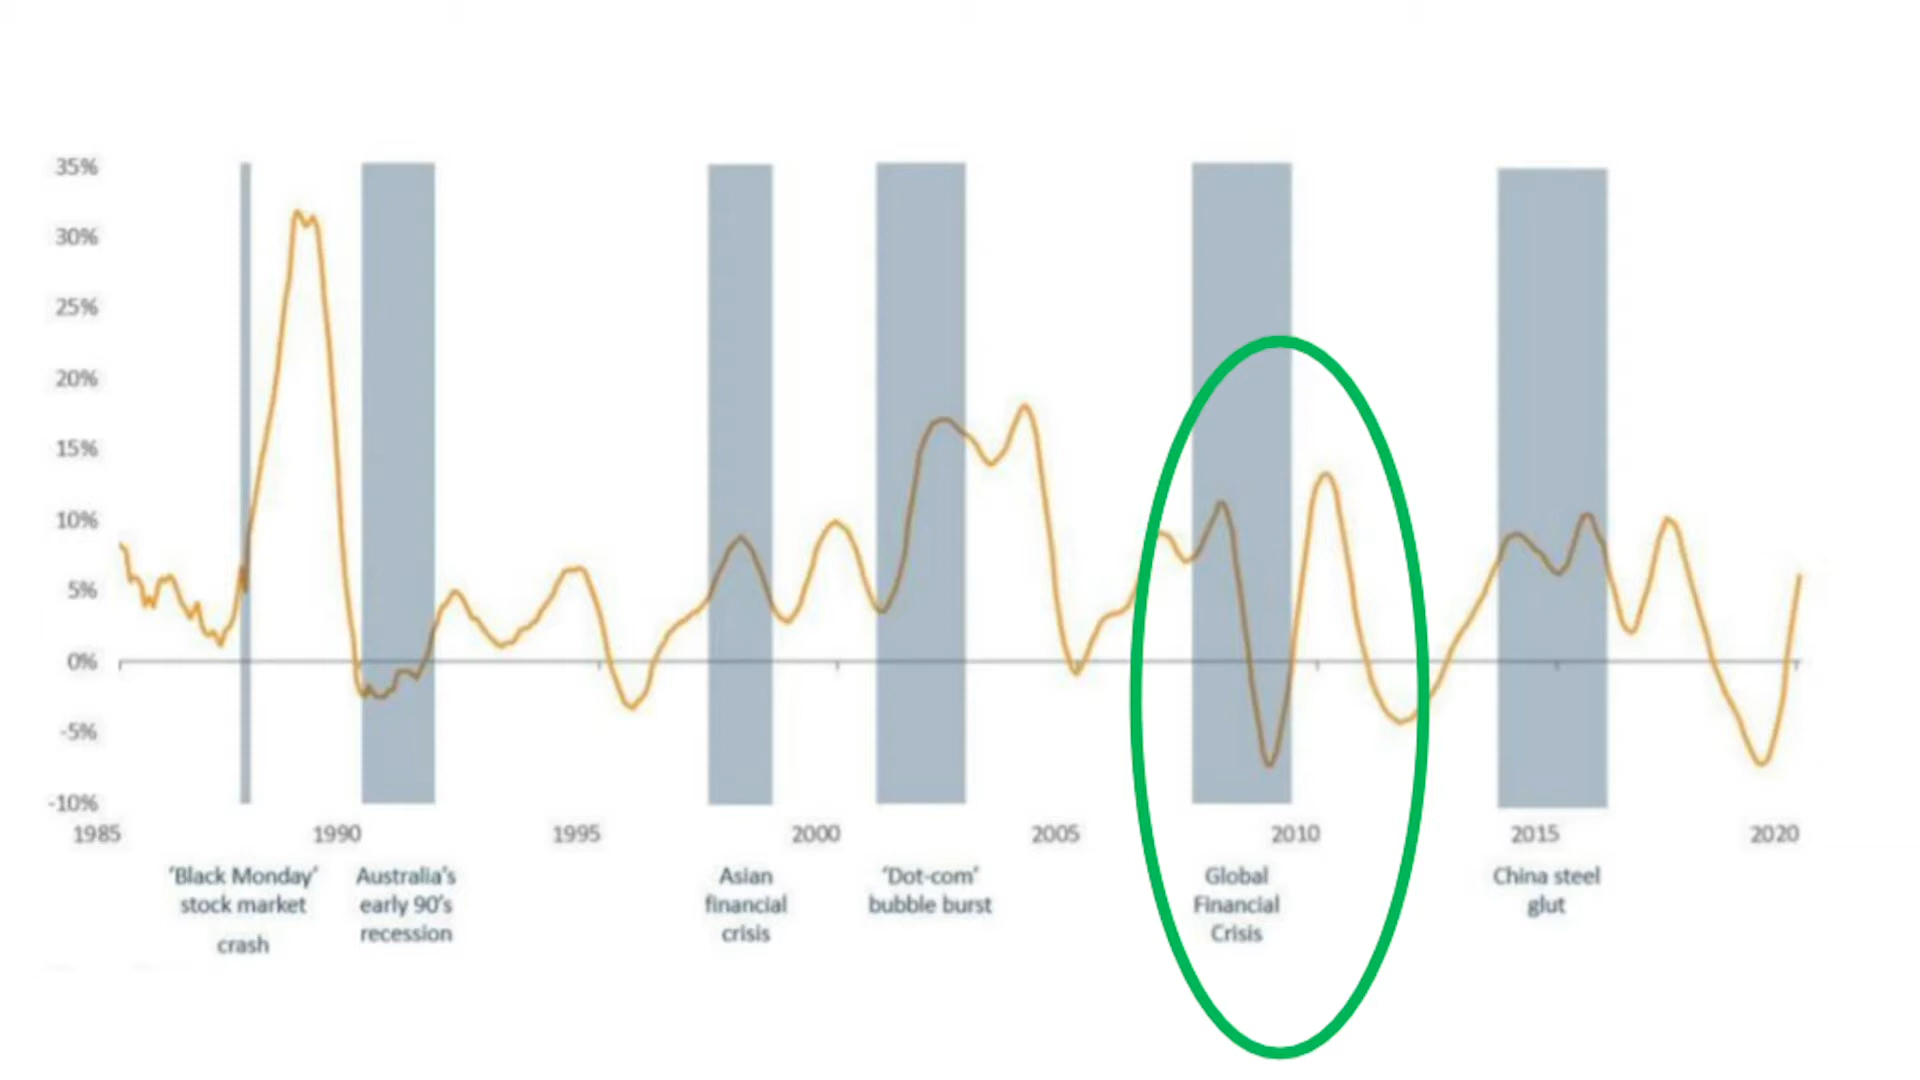 35%
30%
25%
20%
15%
10%
5%
0%
-5%
-10%
1985 1990 1995 2000 2005 2010 2015 2020
'Black Monday'
stock market
crash
Australia's
early 90's
recession
Asian
financial
crisis
'Dot-com'
bubble burst
Global
Financial
Crisis
China steel
glut